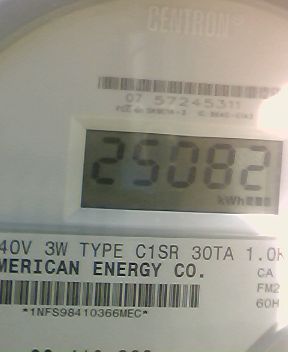 CENTRON®
07 57245311
25082
kWh
40V 3W TYPE C1SR 30TA 1.0
MERICAN ENERGY CO.
CA
FM2
60H
*1NFS98410366MEC*